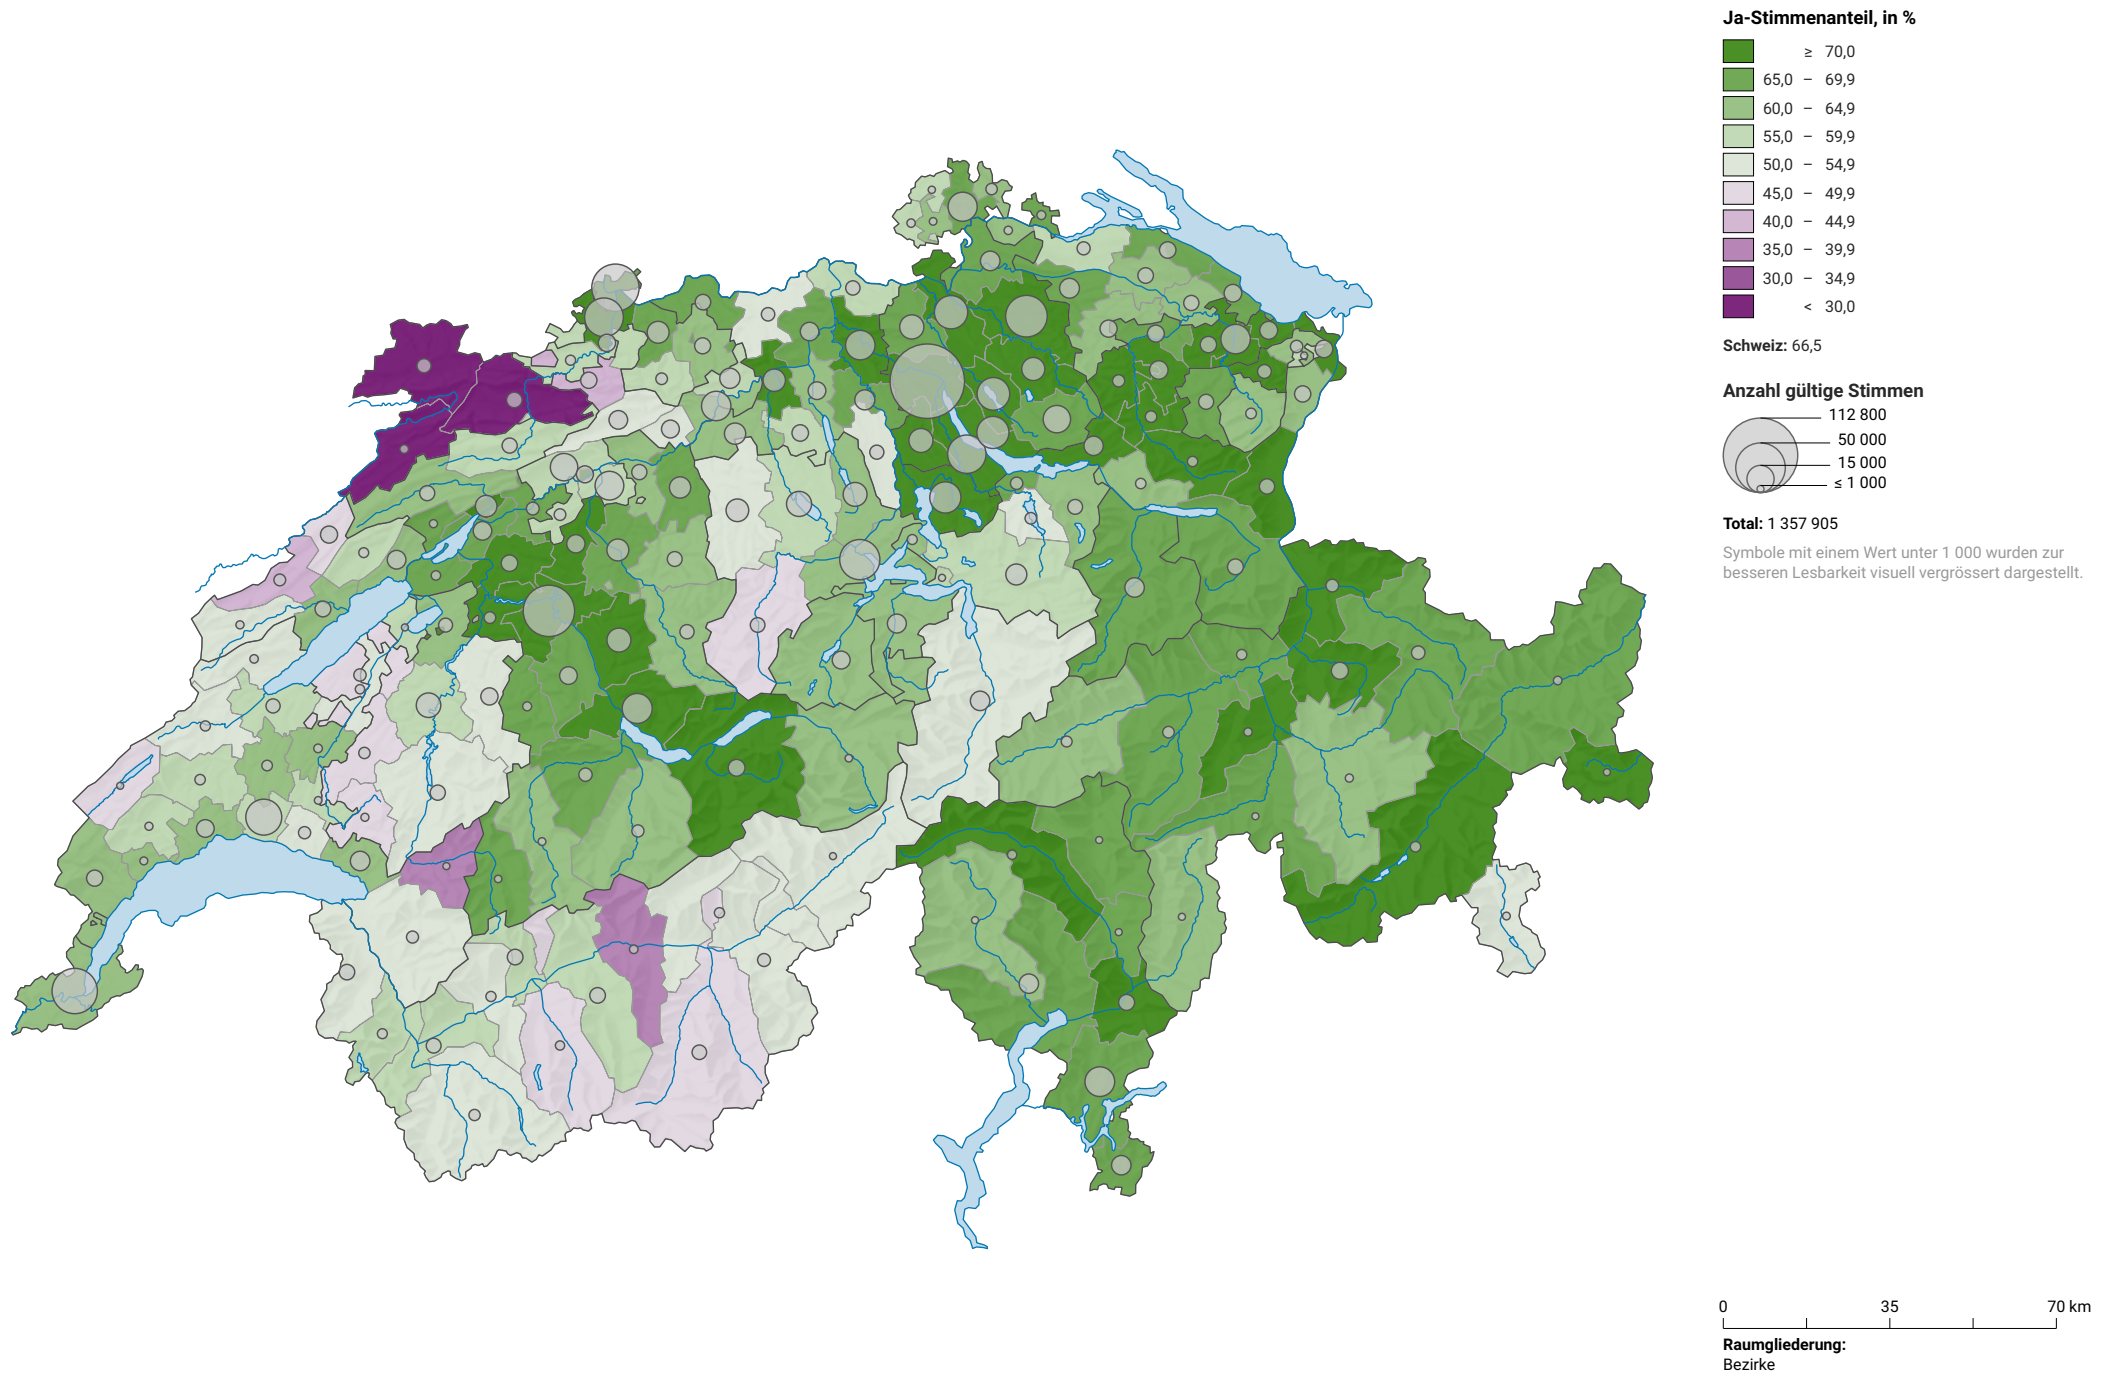 Ja-Stimmenanteil, in %
≥ 70,0
65,0 – 69,9
60,0 – 64,9
55,0 – 59,9
50,0 – 54,9
45,0 – 49,9
40,0 – 44,9
35,0 – 39,9
30,0 – 34,9
< 30,0
Schweiz: 66,5
Anzahl gültige Stimmen
112 800
50 000
15 000
≤ 1 000
Total: 1 357 905
Symbole mit einem Wert unter 1 000 wurden zur
besseren Lesbarkeit visuell vergrössert dargestellt.
0 35 70 km
Raumgliederung:
Bezirke